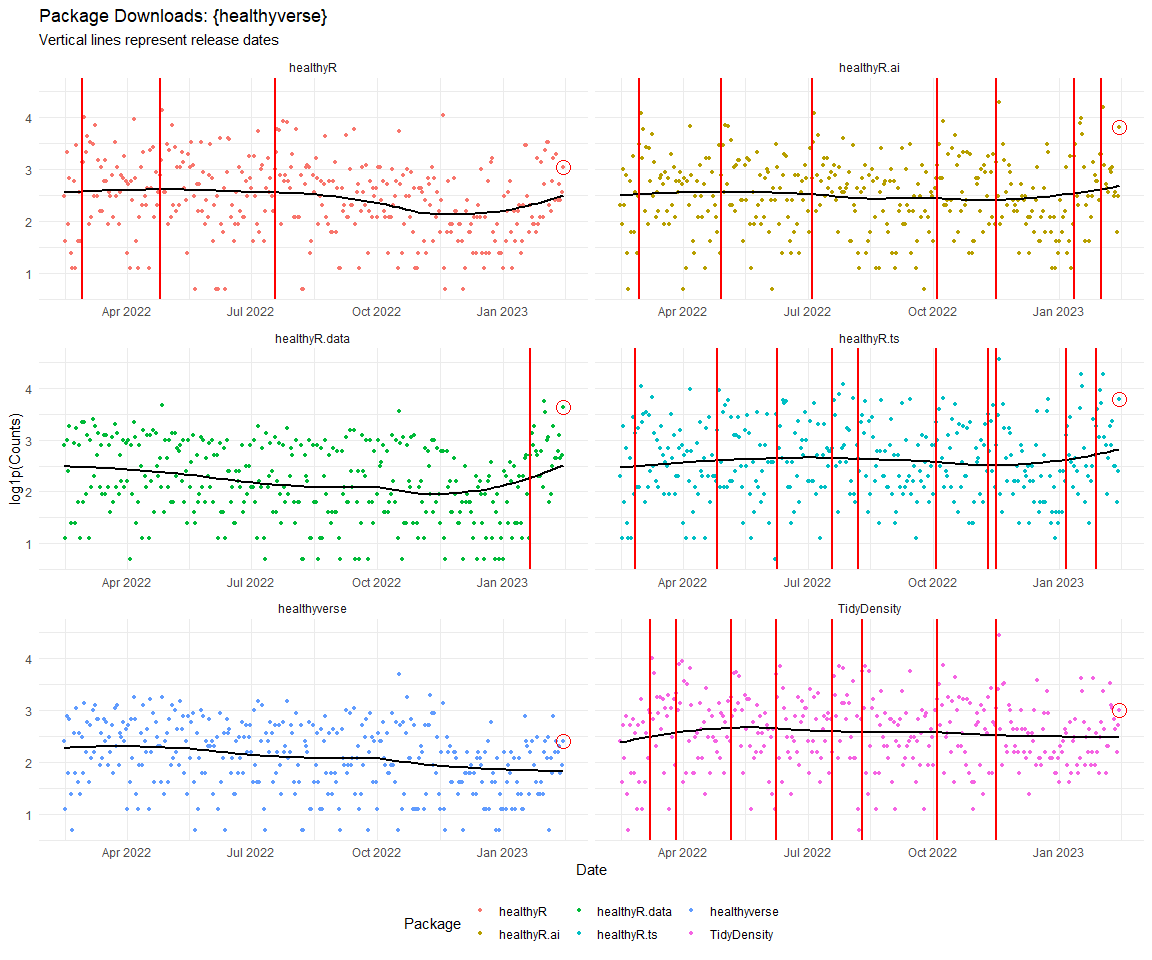 Package Downloads: {healthyverse}
Vertical lines represent release dates
healthyR
healthyR.ai
4
3
2
1
Apr 2022
Jul 2022
Oct 2022
Jan 2023
Apr 2022
Jul 2022
Oct 2022
Jan 2023
healthyR.data
healthyR.ts
4
3
2
1
Apr 2022
Jul 2022
Oct 2022
Jan 2023
Apr 2022
Jul 2022
Oct 2022
Jan 2023
log1p(Counts)
healthyverse
TidyDensity
4
3
2
1
Apr 2022
Jul 2022
Oct 2022
Jan 2023
Apr 2022
Jul 2022
Oct 2022
Jan 2023
Date
Package
healthyR
healthyR.data
healthyverse
healthyR.ai
healthyR.ts
TidyDensity